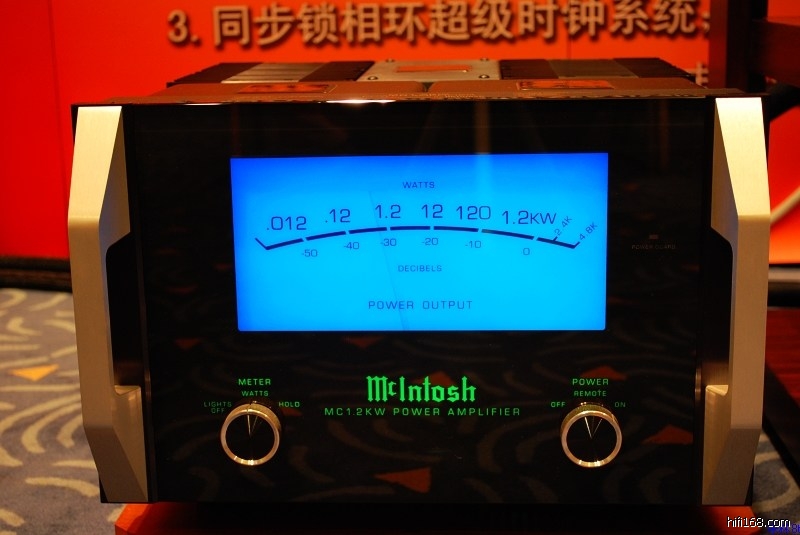 3. 同步锁相环超级时钟系统
WATTS
.012 .12 1.2 12 120 1.2KW 2.4K 4.8K
-50 -40 -30 -20 -10 0
DECIBELS
POWER OUTPUT
POWER GUARD
METER
WATTS
LIGHTS OFF HOLD
McIntosh
MC1.2KW POWER AMPLIFIER
POWER
REMOTE
OFF ON
hifi168.com